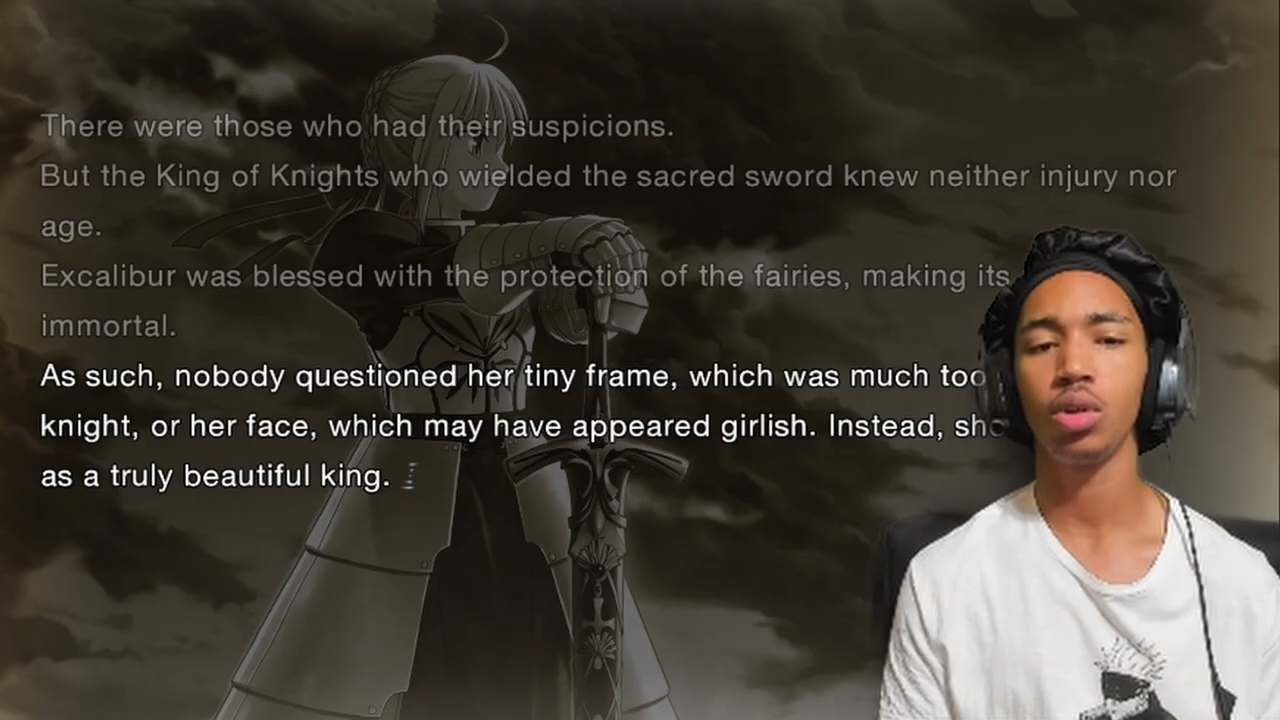 There were those who had their suspicions.
But the King of Knights who wielded the sacred sword knew neither injury nor
age.
Excalibur was blessed with the protection of the fairies, making its
immortal.
As such, nobody questioned her tiny frame, which was much too
knight, or her face, which may have appeared girlish. Instead,
as a truly beautiful king.